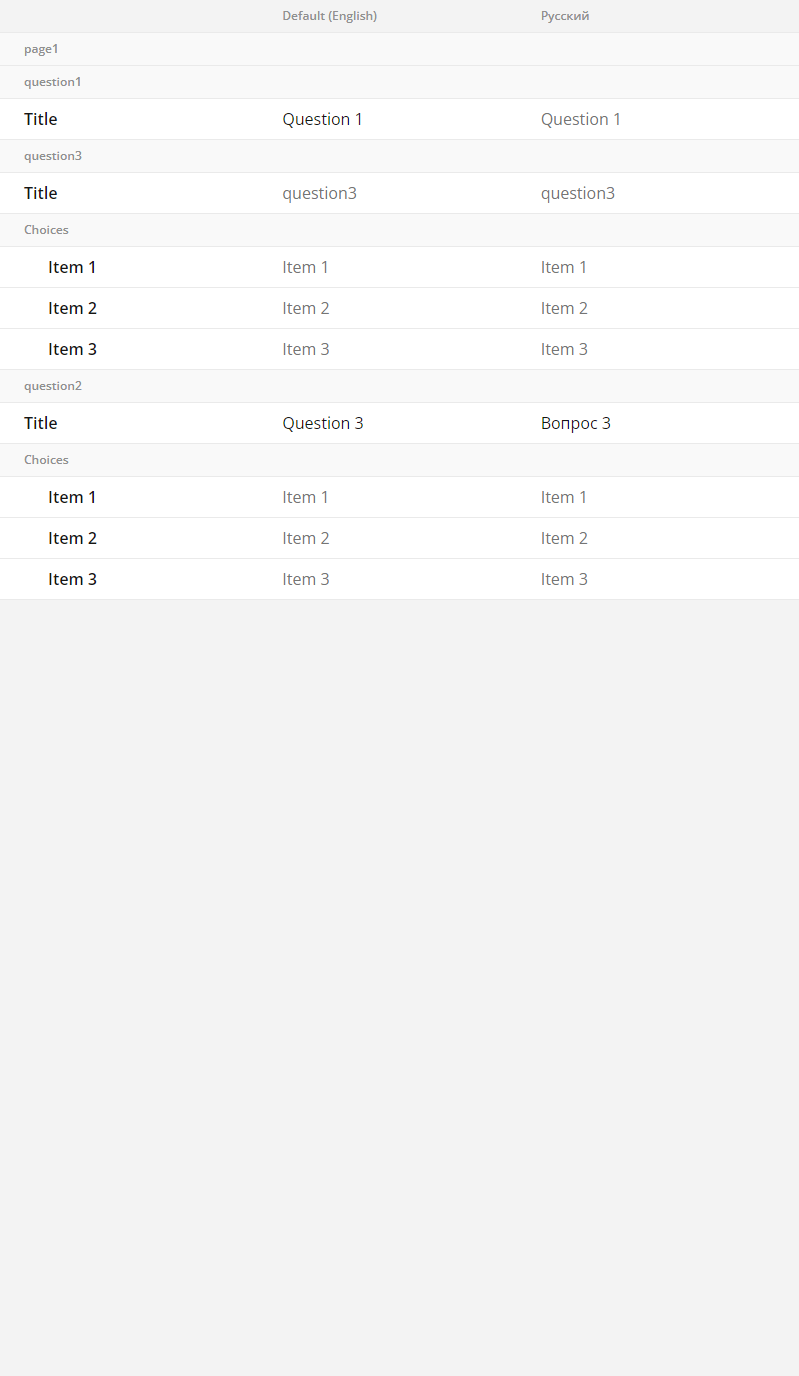 Default (English) Русский
page1
question1
Title Question 1 Question 1
question3
Title question3 question3
Choices
Item 1 Item 1 Item 1
Item 2 Item 2 Item 2
Item 3 Item 3 Item 3
question2
Title Question 3 Вопрос 3
Choices
Item 1 Item 1 Item 1
Item 2 Item 2 Item 2
Item 3 Item 3 Item 3